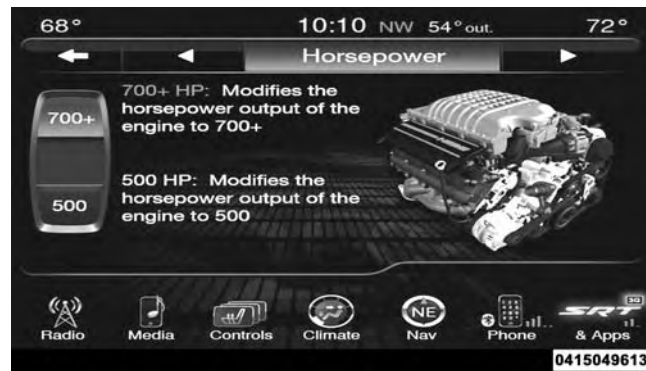 68° 10:10 NW 54° out. 72°
Horsepower
700+ HP: Modifies the
horsepower output of the
engine to 700+
700+
500 HP: Modifies the
horsepower output of the
engine to 500
500
NE
3G
SRT
Radio Media Controls Climate Nav Phone & Apps
0415049613